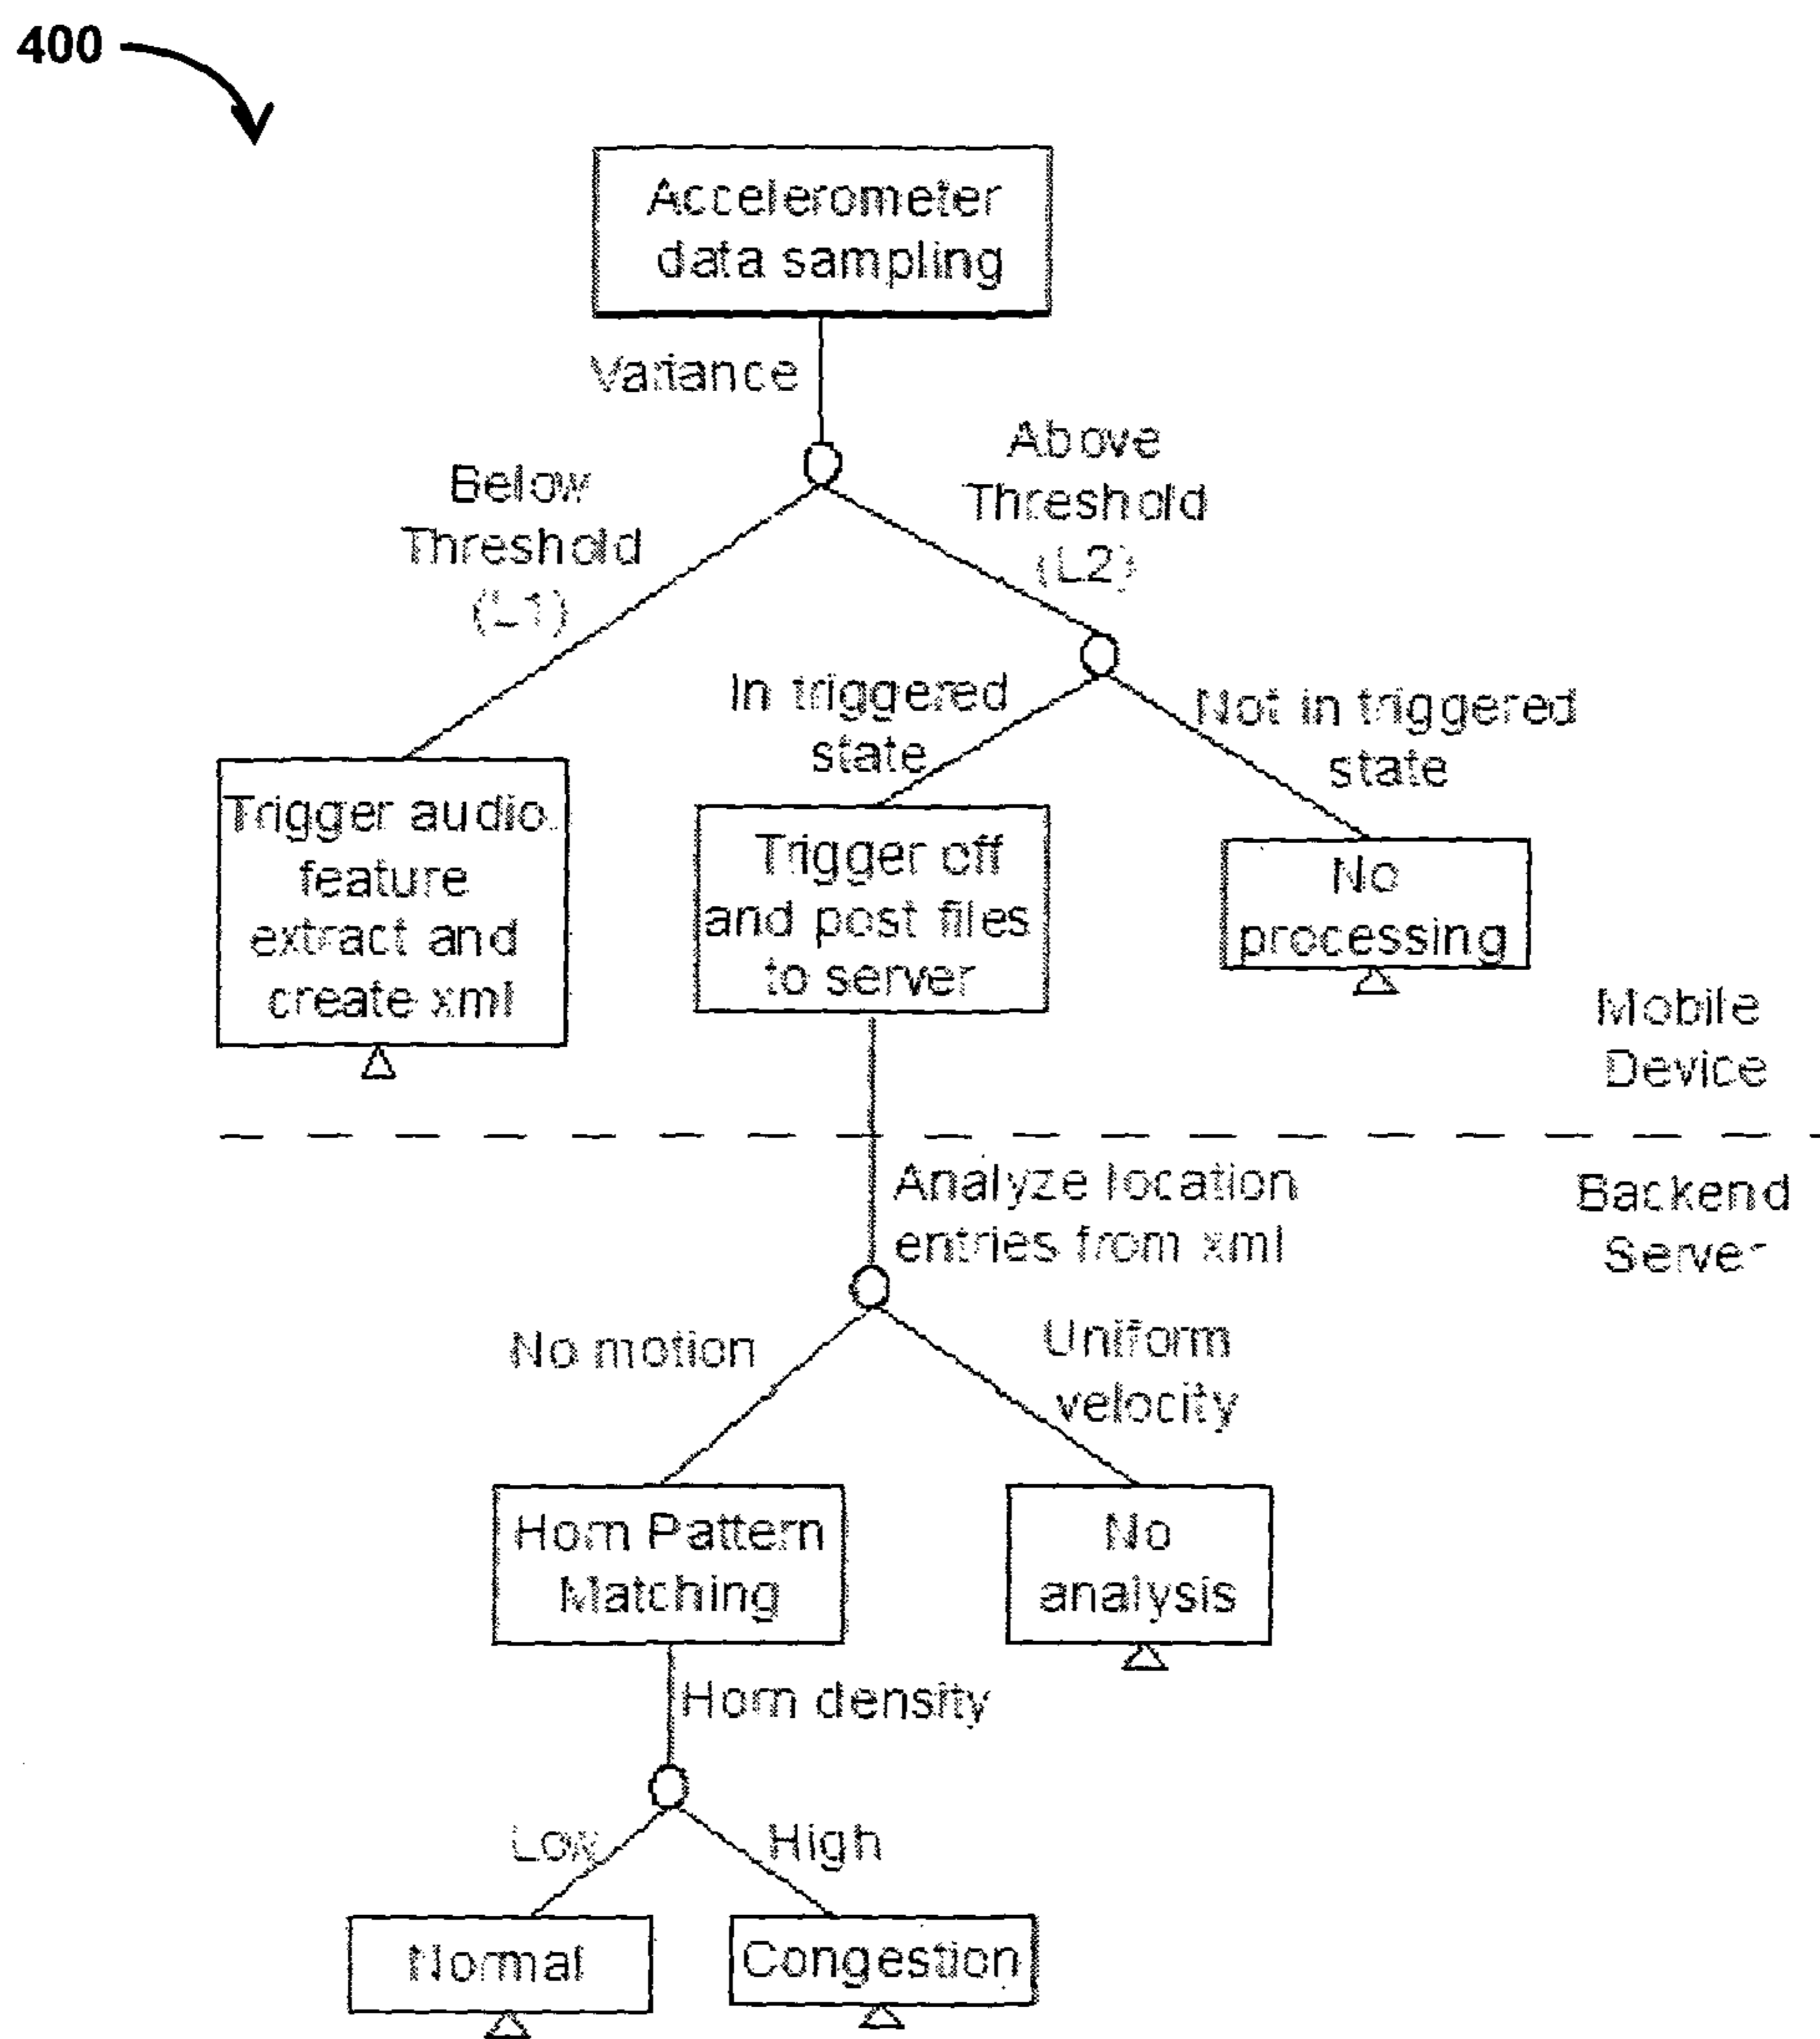 400
Accelerometer
data sampling
Variance
Above
Threshold
(L2)
Below
Threshold
(L1)
In triggered
state
Not in triggered
state
Trigger audio
feature
extract and
create xml
Trigger off
and post files
to server
No
processing
Mobile
Device
Analyze location
entries from xml
Backend
Server
No motion
Uniform
velocity
Horn Pattern
Matching
No
analysis
Horn density
Low
High
Normal
Congestion